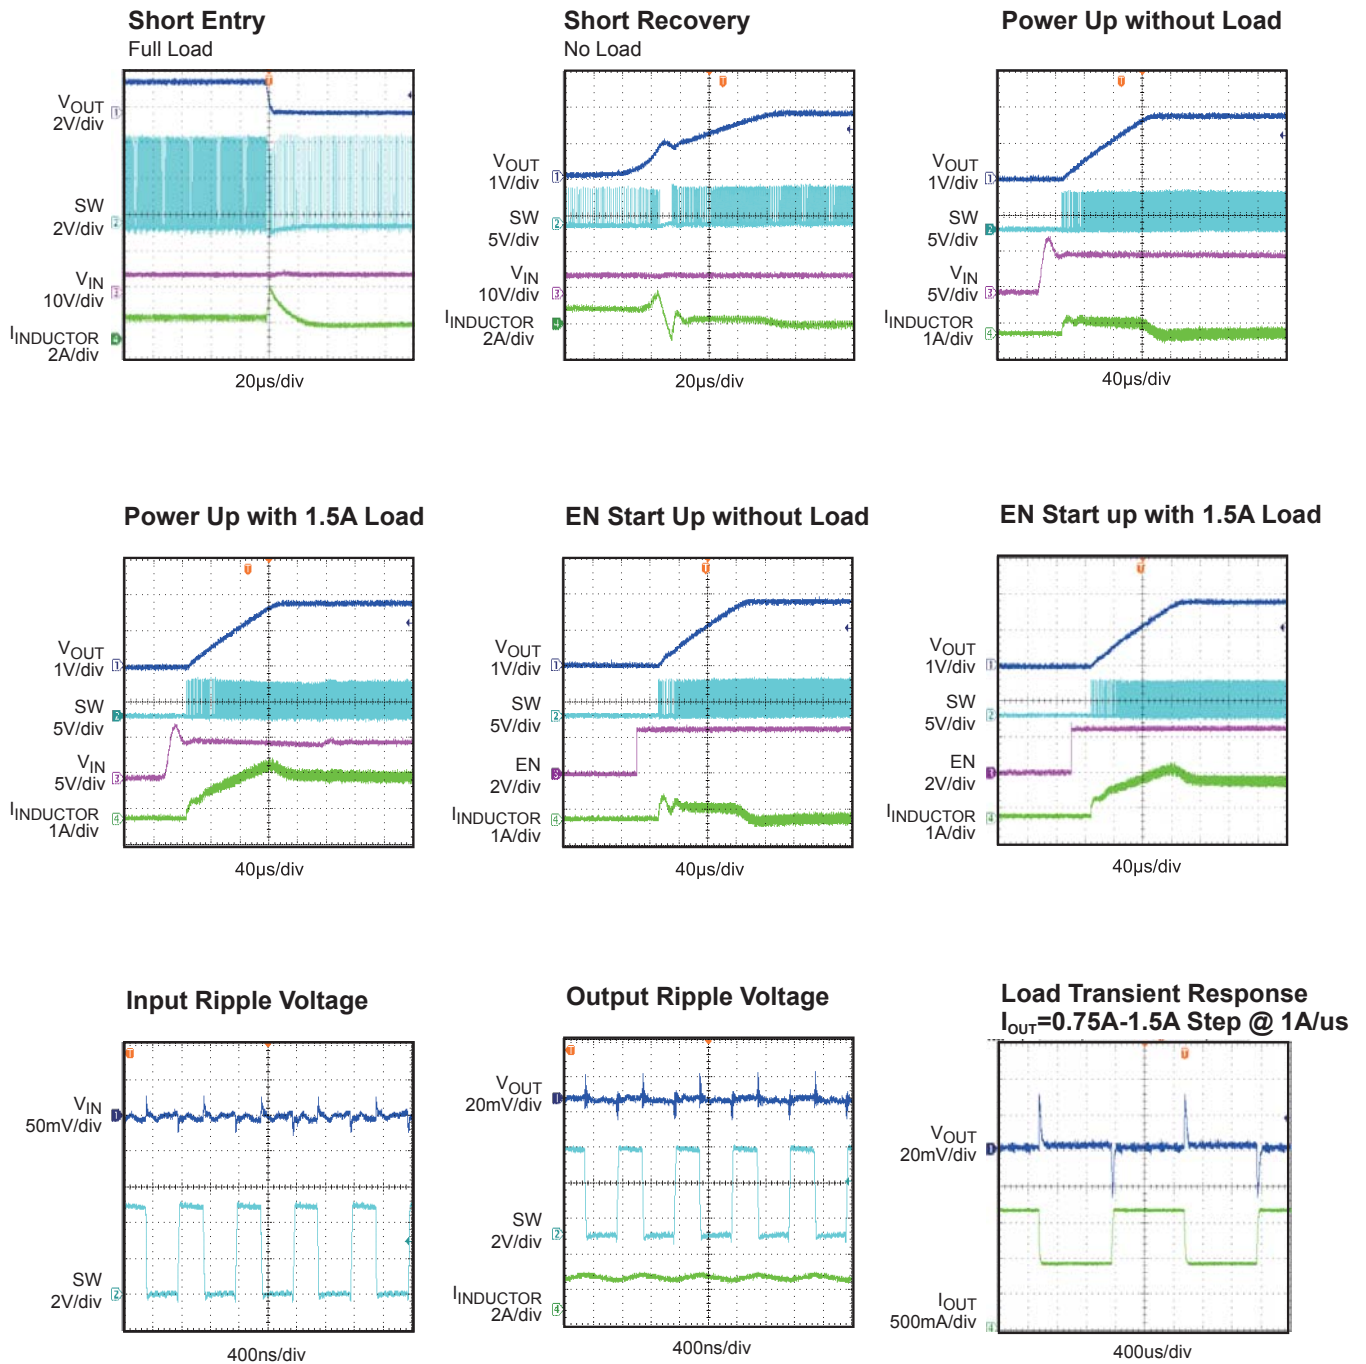 Short Entry
Full Load
VOUT
2V/div
SW
2V/div
VIN
10V/div
IINDUCTOR
2A/div
20µs/div
Short Recovery
No Load
VOUT
1V/div
SW
5V/div
VIN
10V/div
IINDUCTOR
2A/div
20µs/div
Power Up without Load
VOUT
1V/div
SW
5V/div
VIN
5V/div
IINDUCTOR
1A/div
40µs/div
Power Up with 1.5A Load
VOUT
1V/div
SW
5V/div
VIN
5V/div
IINDUCTOR
1A/div
40µs/div
EN Start Up without Load
VOUT
1V/div
SW
5V/div
EN
2V/div
IINDUCTOR
1A/div
40µs/div
EN Start up with 1.5A Load
VOUT
1V/div
SW
5V/div
EN
2V/div
IINDUCTOR
1A/div
40µs/div
Input Ripple Voltage
VIN
50mV/div
SW
2V/div
400ns/div
Output Ripple Voltage
VOUT
20mV/div
SW
2V/div
IINDUCTOR
2A/div
400ns/div
Load Transient Response
IOUT=0.75A-1.5A Step @ 1A/us
VOUT
20mV/div
IOUT
500mA/div
400us/div